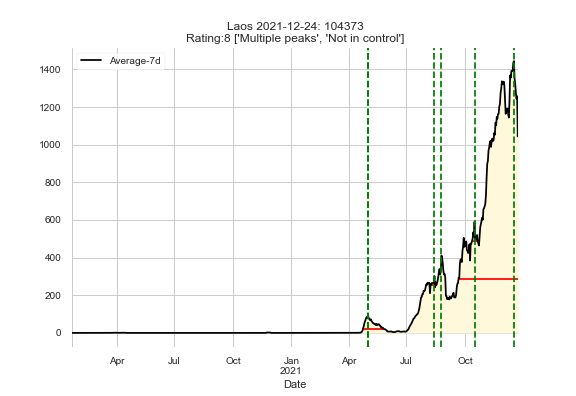 Laos 2021-12-24: 104373
Rating:8 ['Multiple peaks', 'Not in control']
Average-7d
1400
1200
1000
800
600
400
200
0
Apr Jul Oct Jan Apr Jul Oct
2021
Date